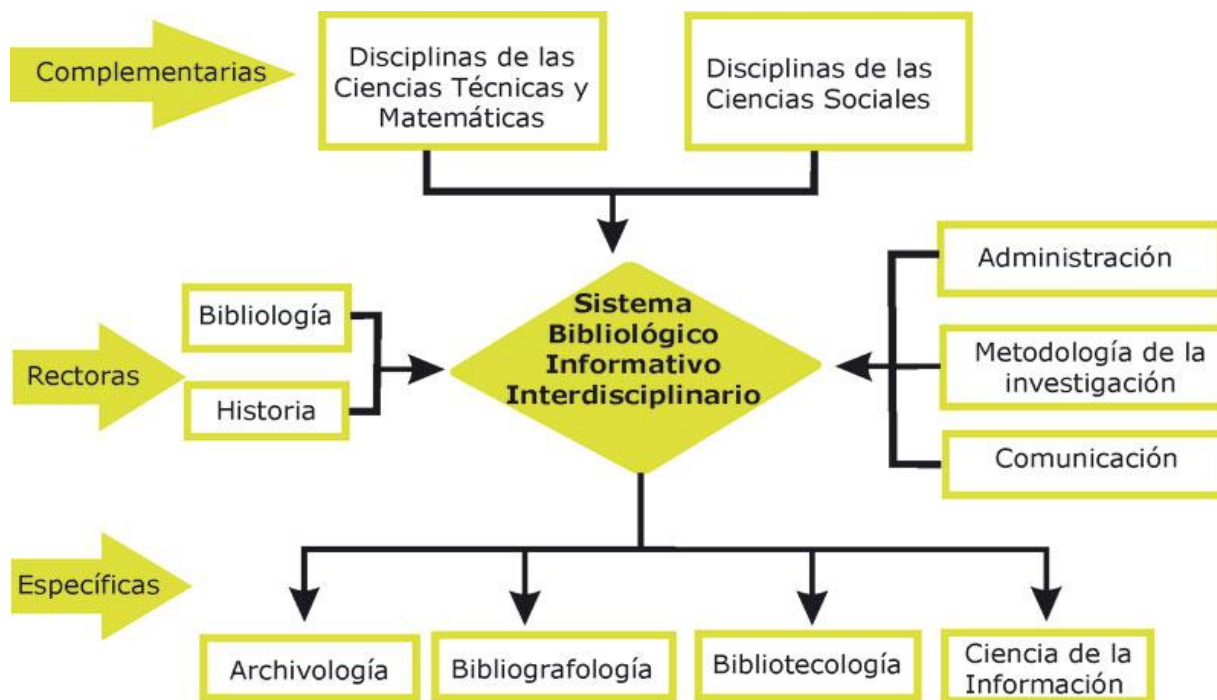 Complementarias
Disciplinas de las
Ciencias Técnicas y
Matemáticas
Disciplinas de las
Ciencias Sociales
Rectoras
Bibliología
Historia
Sistema
Bibliológico
Informativo
Interdisciplinario
Administración
Metodología de la
investigación
Comunicación
Específicas
Archivología
Bibliografología
Bibliotecología
Ciencia de la
Información